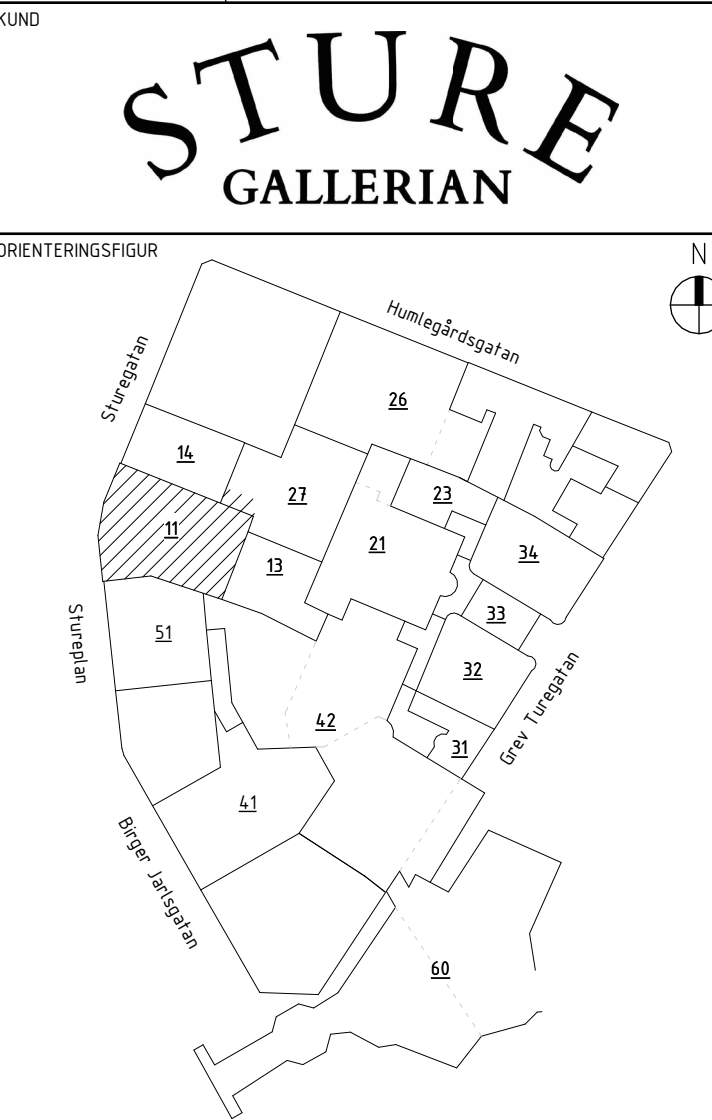 KUND
STURE
GALLERIAN
ORIENTERINGSFIGUR
N
Humlegårdsgatan
Sturegatan
26
14
27
23
11
21
34
13
33
51
Stureplan
32
42
Grev Turegatan
31
41
Birger Jarlsgatan
60